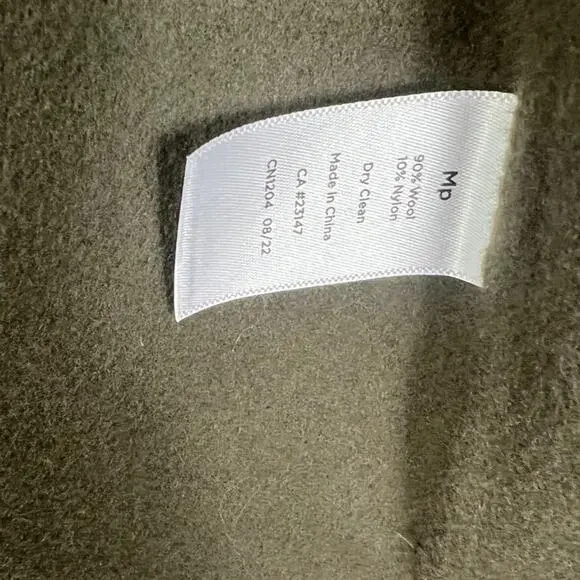 Mp
90% Wool
10% Nylon
Dry Clean
Made In China
CA #23147
CN1204 08/22